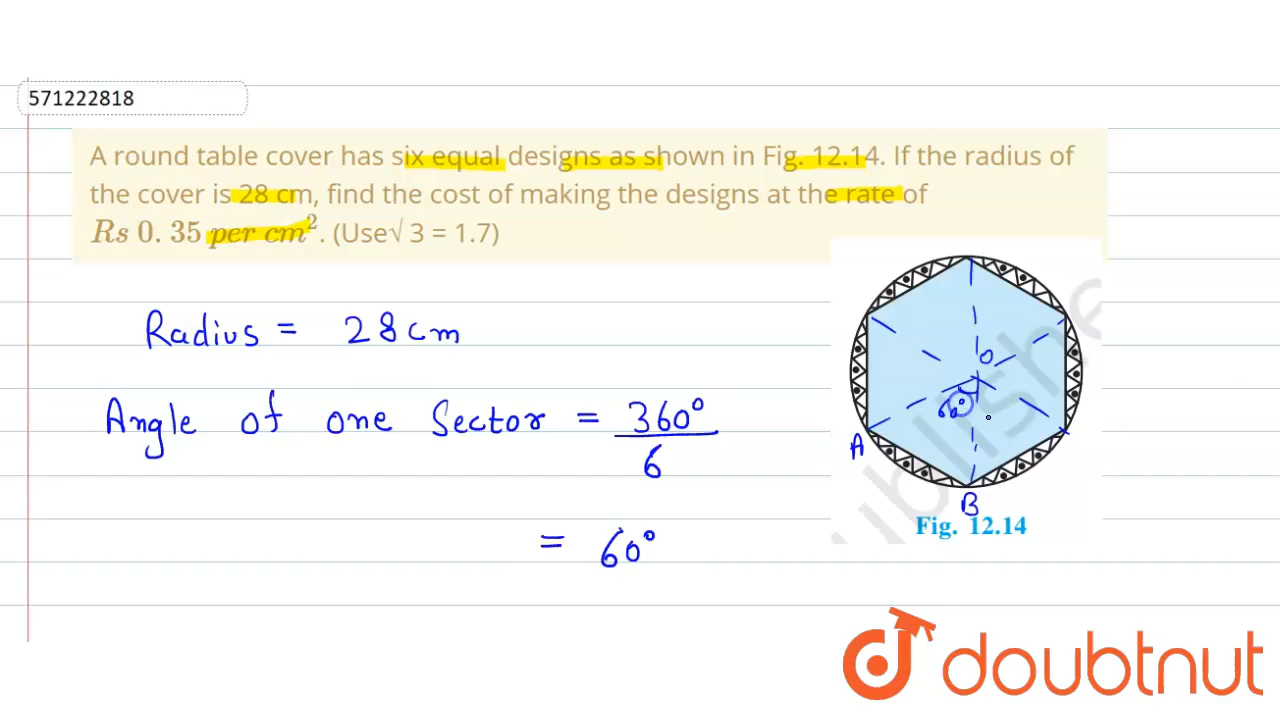 571222818
A round table cover has six equal designs as shown in Fig. 12.14. If the radius of
the cover is 28 cm, find the cost of making the designs at the rate of
Rs 0. 35 per cm². (Use√ 3 = 1.7)
Radius = 28cm
Angle of one Sector = 360°
6
= 60°
O
60°
A
B
Fig. 12.14
doubtnut